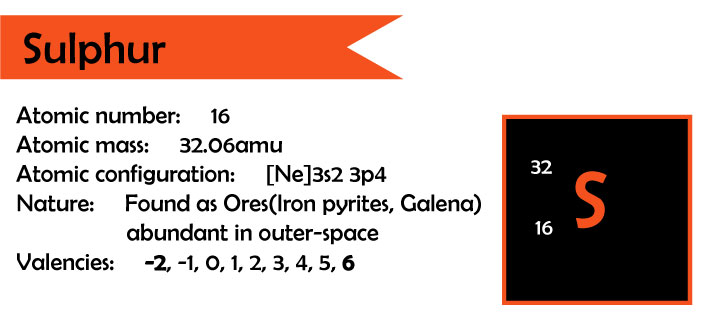 Sulphur
Atomic number: 16
Atomic mass: 32.06amu
Atomic configuration: [Ne]3s2 3p4
Nature: Found as Ores(Iron pyrites, Galena)
abundant in outer-space
Valencies: -2, -1, 0, 1, 2, 3, 4, 5, 6
32
S
16